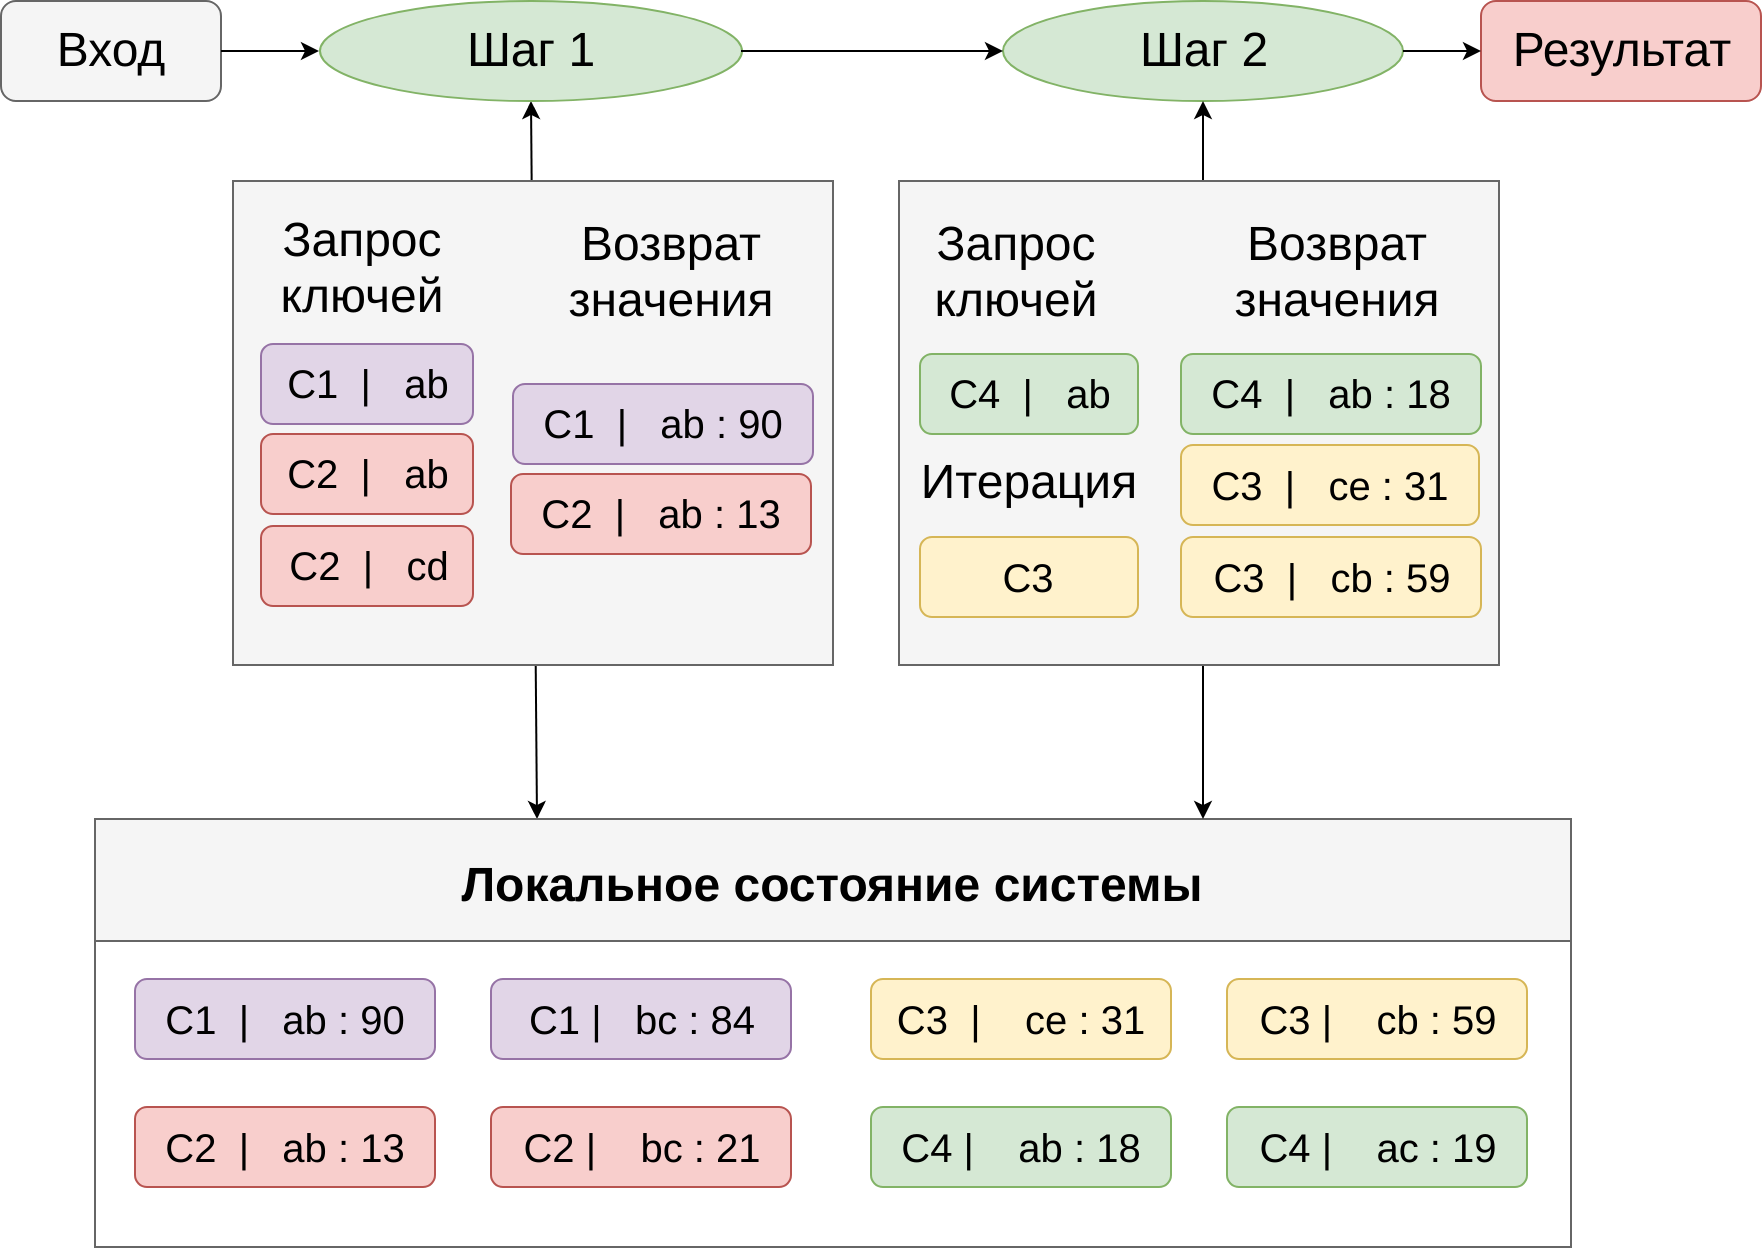 Вход
Шаг 1
Шаг 2
Результат
Запрос
ключей
Возврат
значения
C1 | ab
C2 | ab
C2 | cd
C1 | ab : 90
C2 | ab : 13
Запрос
ключей
Возврат
значения
C4 | ab
Итерация
C3
C4 | ab : 18
C3 | ce : 31
C3 | cb : 59
Локальное состояние системы
C1 | ab : 90
C1 | bc : 84
C3 | ce : 31
C3 | cb : 59
C2 | ab : 13
C2 | bc : 21
C4 | ab : 18
C4 | ac : 19